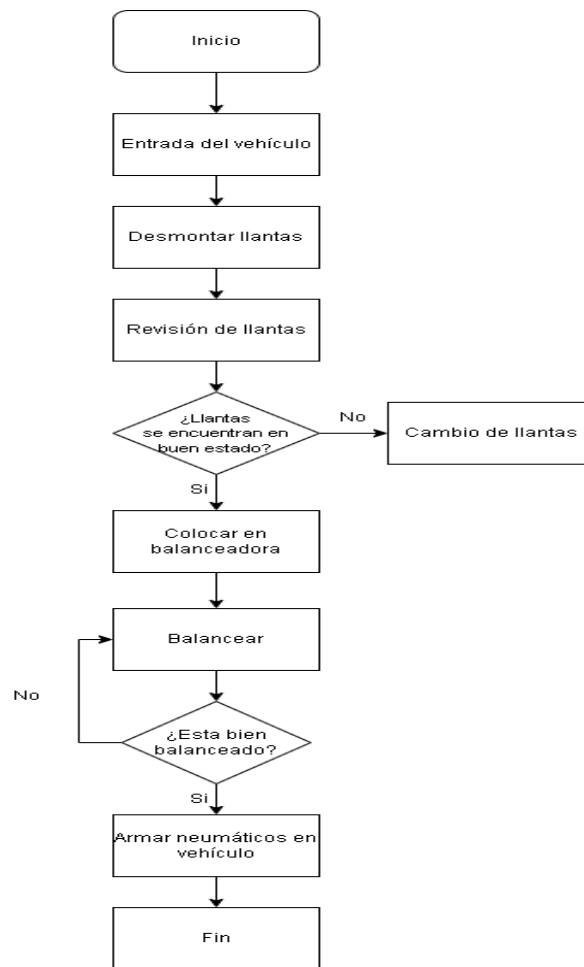 Inicio
Entrada del vehículo
Desmontar llantas
Revisión de llantas
¿Llantas
se encuentran en
buen estado?
No
Cambio de llantas
Si
Colocar en
balanceadora
Balancear
No
¿Esta bien
balanceado?
Si
Armar neumáticos en
vehículo
Fin